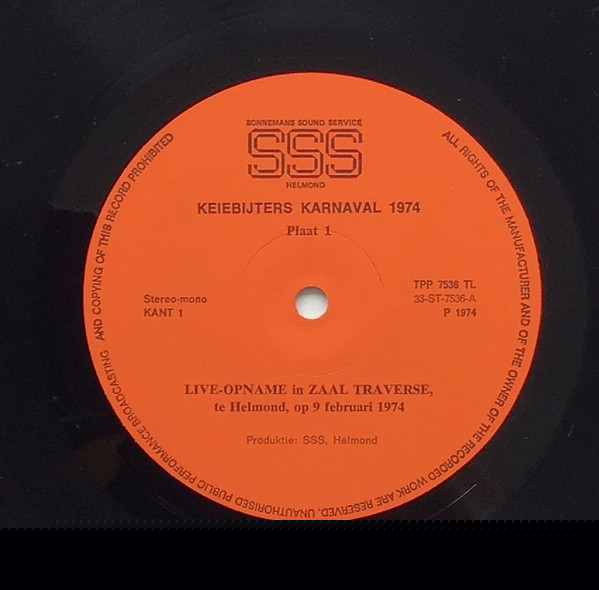 SONNEMANS SOUND SERVICE
SSS
HELMOND
KEIEBIJTERS KARNAVAL 1974
Plaat 1
Stereo-mono
KANT 1
TPP 7536 TL
33-ST-7536-A
P 1974
LIVE-OPNAME in ZAAL TRAVERSE,
te Helmond, op 9 februari 1974
Produktie: SSS, Helmond
ALL RIGHTS OF THE MANUFACTURER AND OF THE OWNER OF THE RECORDED WORK ARE RESERVED. UNAUTHORISED PUBLIC PERFORMANCE BROADCASTING AND COPYING OF THIS RECORD PROHIBITED